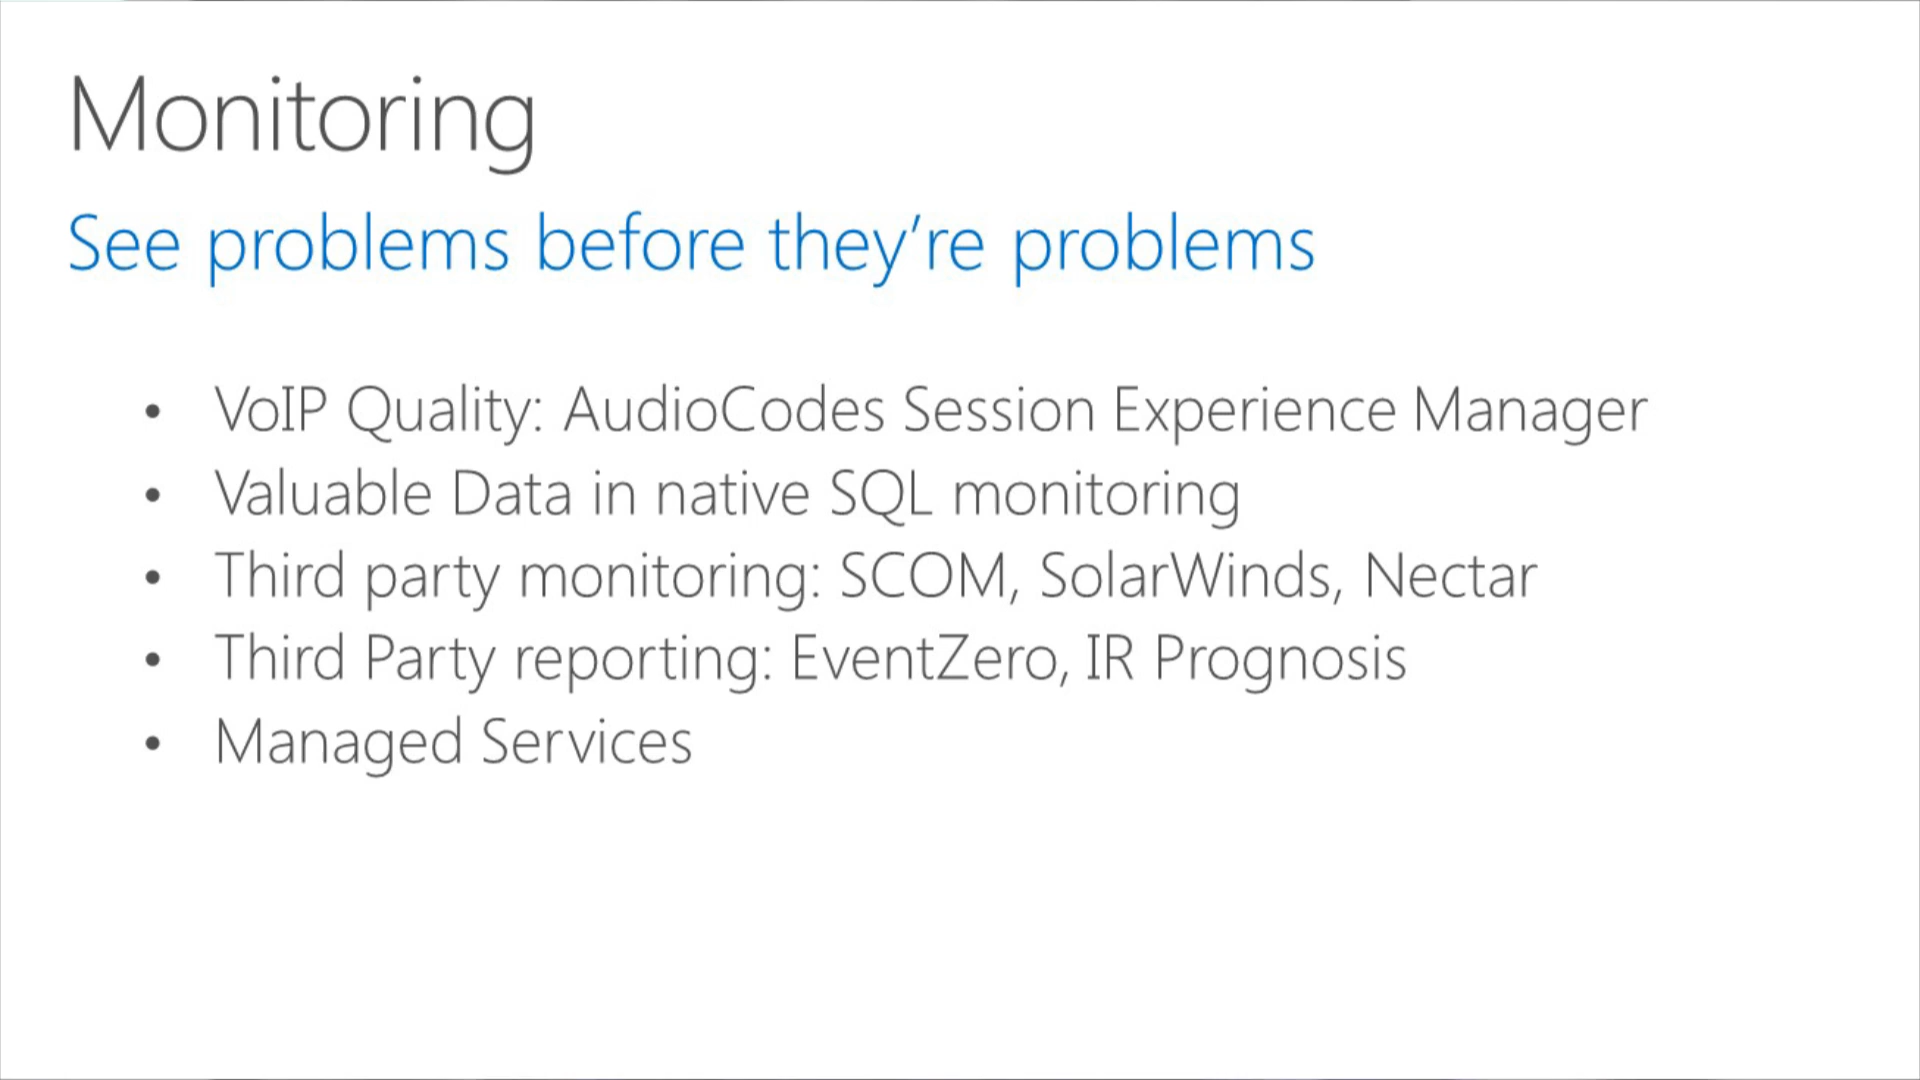 Monitoring
See problems before they’re problems
• VoIP Quality: AudioCodes Session Experience Manager
• Valuable Data in native SQL monitoring
• Third party monitoring: SCOM, SolarWinds, Nectar
• Third Party reporting: EventZero, IR Prognosis
• Managed Services